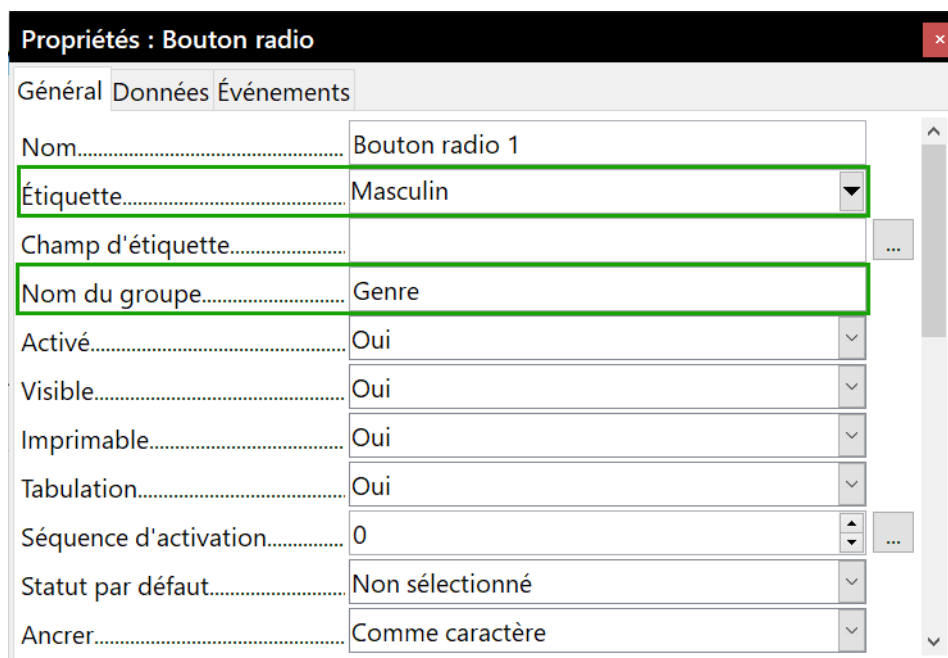 Propriétés : Bouton radio
Général Données Événements
Nom............................................ Bouton radio 1
Étiquette..................................... Masculin
Champ d'étiquette................... ...
Nom du groupe........................ Genre
Activé.......................................... Oui
Visible......................................... Oui
Imprimable................................ Oui
Tabulation.................................. Oui
Séquence d'activation............. 0 ...
Statut par défaut...................... Non sélectionné
Ancrer......................................... Comme caractère